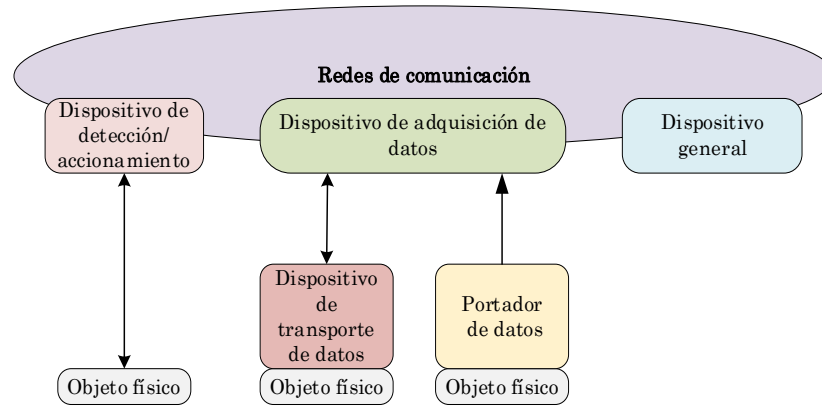 Redes de comunicación
Dispositivo de
detección/
accionamiento
Dispositivo de adquisición de
datos
Dispositivo
general
Dispositivo
de
transporte
de datos
Portador
de datos
Objeto físico
Objeto físico
Objeto físico